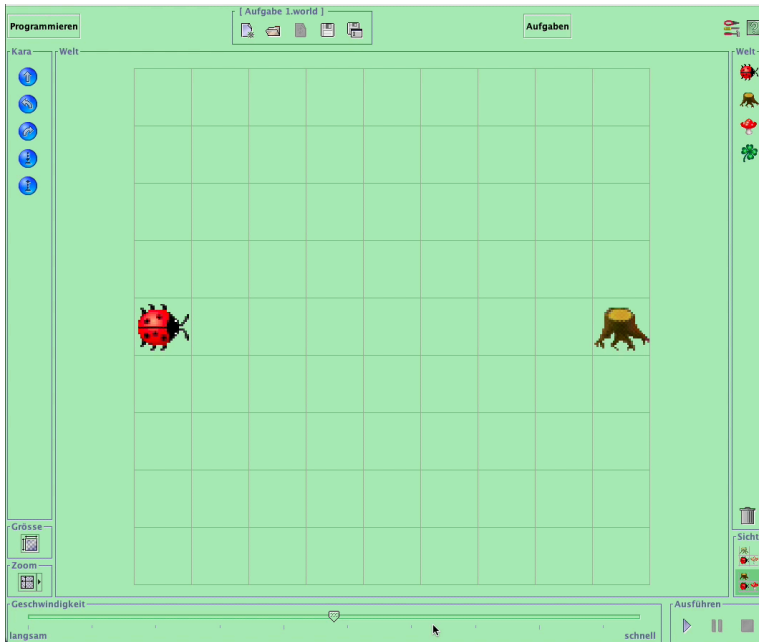 [ Aufgabe 1.world ]
Programmieren
Aufgaben
Kara
Welt
Welt
Grösse
Zoom
Sicht
Geschwindigkeit
langsam
schnell
Ausführen